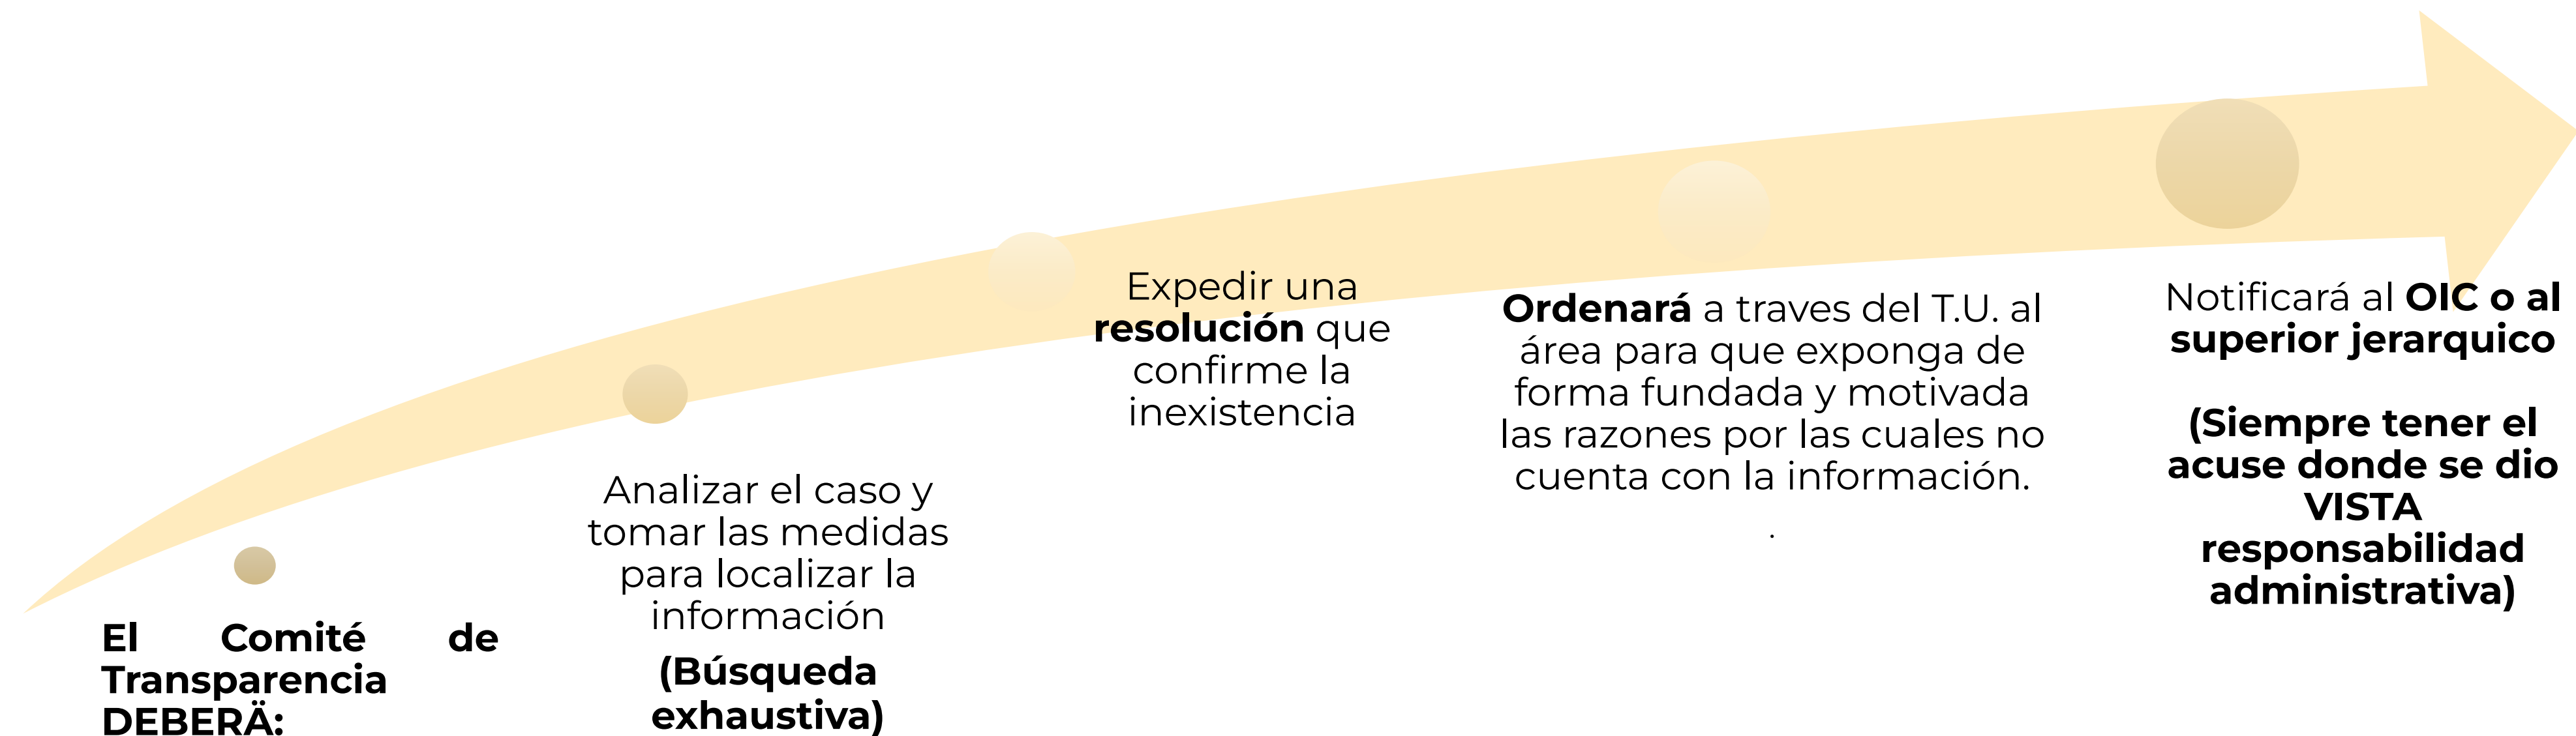 El Comité de
Transparencia
DEBERÄ:
Analizar el caso y
tomar las medidas
para localizar la
información
(Búsqueda
exhaustiva)
Expedir una
resolución que
confirme la
inexistencia
Ordenará a traves del T.U. al
área para que exponga de
forma fundada y motivada
las razones por las cuales no
cuenta con la información.
.
Notificará al OIC o al
superior jerarquico
(Siempre tener el
acuse donde se dio
VISTA
responsabilidad
administrativa)